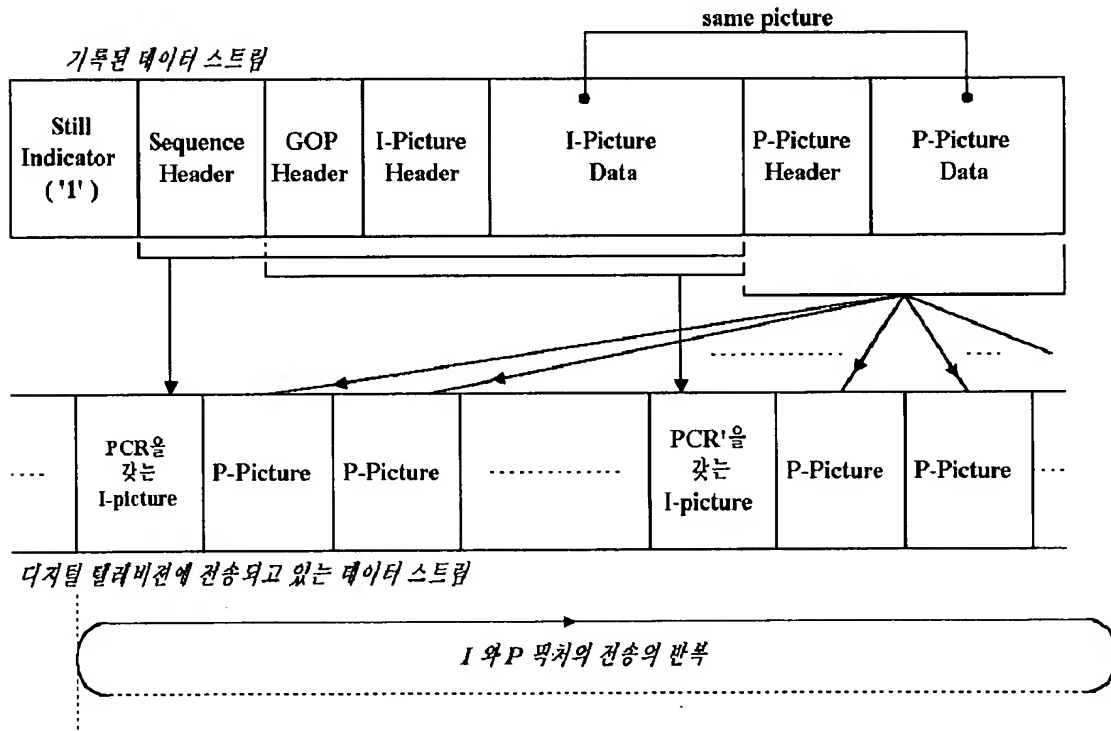 same picture
기록된 데이터 스트림
Still
Indicator
('1')
Sequence
Header
GOP
Header
I-Picture
Header
I-Picture
Data
P-Picture
Header
P-Picture
Data
PCR을
갖는
I-picture
P-Picture
P-Picture
PCR'을
갖는
I-picture
P-Picture
P-Picture
디지털 텔레비전에 전송되고 있는 데이터 스트림
I 와 P 픽처의 전송의 반복